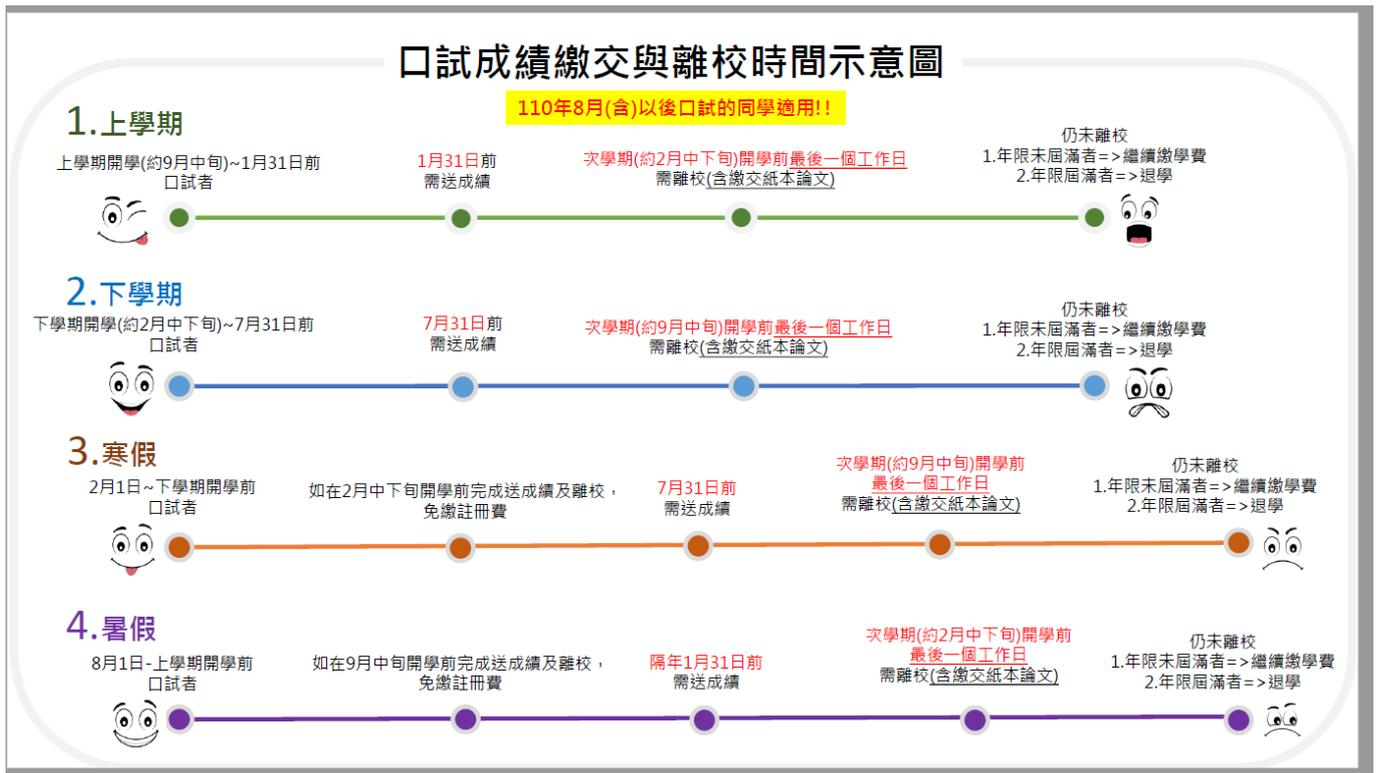 口試成績繳交與離校時間示意圖
110年8月(含)以後口試的同學適用!!
1.上學期
上學期開學(約9月中旬)~1月31日前
口試者
1月31日前
需送成績
次學期(約2月中下旬)開學前最後一個工作日
需離校(含繳交紙本論文)
仍未離校
1.年限未屆滿者=>繼續繳學費
2.年限屆滿者=>退學
2.下學期
下學期開學(約2月中下旬)~7月31日前
口試者
7月31日前
需送成績
次學期(約9月中旬)開學前最後一個工作日
需離校(含繳交紙本論文)
仍未離校
1.年限未屆滿者=>繼續繳學費
2.年限屆滿者=>退學
3.寒假
2月1日~下學期開學前
口試者
如在2月中下旬開學前完成送成績及離校，
免繳註冊費
7月31日前
需送成績
次學期(約9月中旬)開學前
最後一個工作日
需離校(含繳交紙本論文)
仍未離校
1.年限未屆滿者=>繼續繳學費
2.年限屆滿者=>退學
4.暑假
8月1日-上學期開學前
口試者
如在9月中旬開學前完成送成績及離校，
免繳註冊費
隔年1月31日前
需送成績
次學期(約2月中下旬)開學前
最後一個工作日
需離校(含繳交紙本論文)
仍未離校
1.年限未屆滿者=>繼續繳學費
2.年限屆滿者=>退學